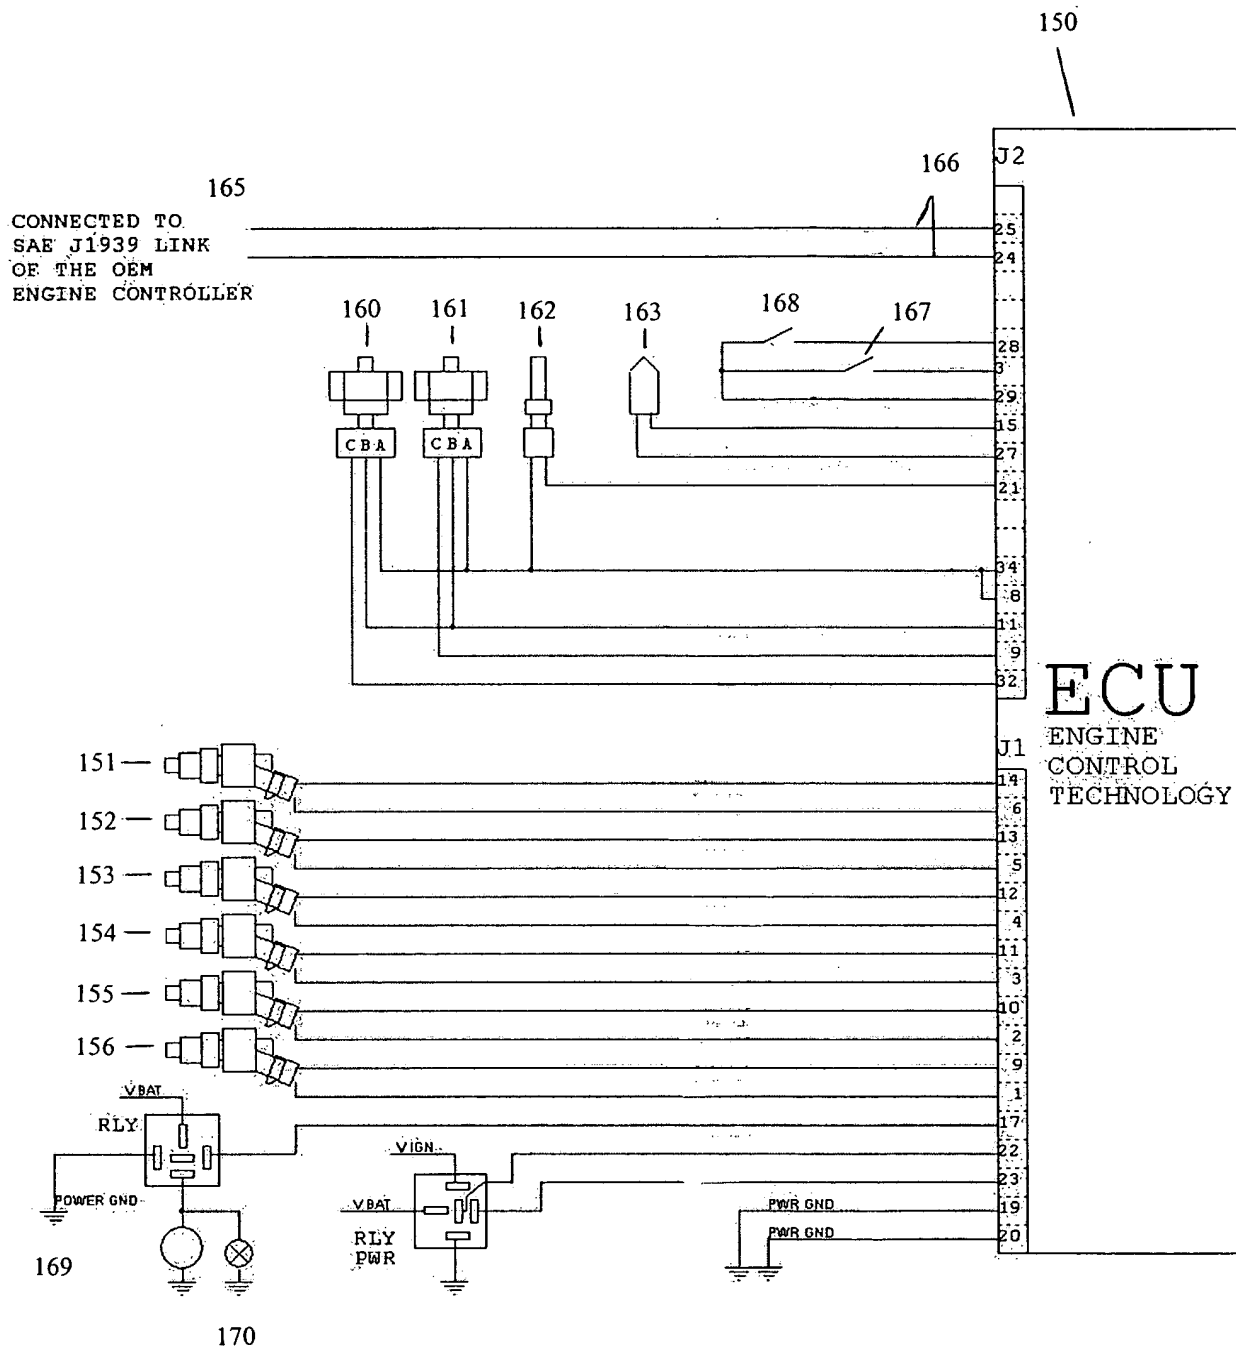 150
J2
165
166
CONNECTED TO
SAE J1939 LINK
OF THE OEM
ENGINE CONTROLLER
25
24
160
161
162
163
168
167
28
3
29
15
27
21
C B A
C B A
34
8
11
9
32
ECU
ENGINE
CONTROL
TECHNOLOGY
J1
151
14
6
152
13
5
153
12
4
154
11
3
155
10
2
156
9
1
VBAT
RLY
17
VIGN
22
23
POWER GND
VBAT
RLY
PWR
PWR GND
19
PWR GND
20
169
170